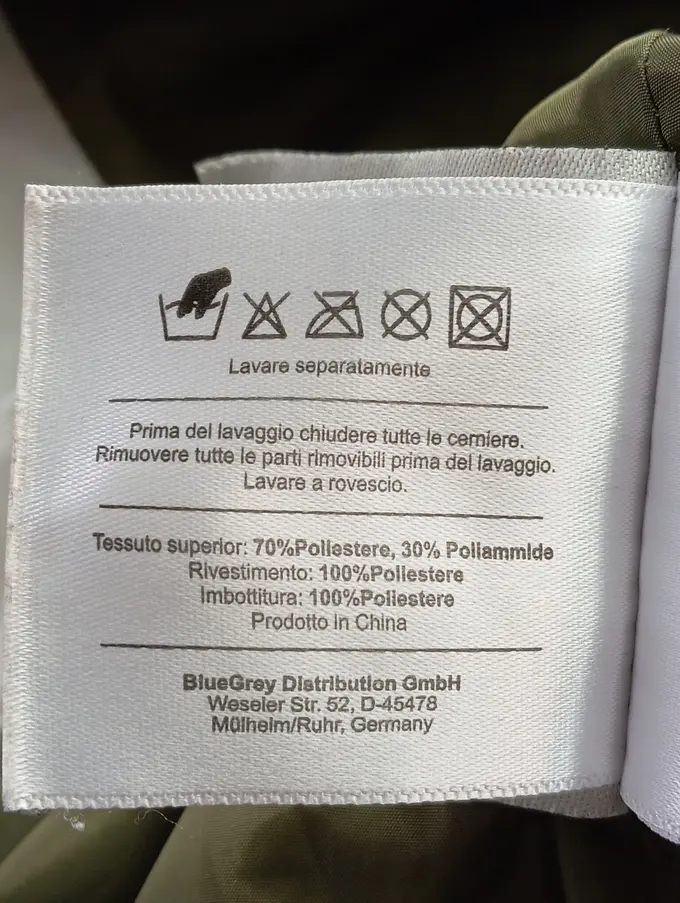 Lavare separatamente
Prima del lavaggio chiudere tutte le cerniere.
Rimuovere tutte le parti rimovibili prima del lavaggio.
Lavare a rovescio.
Tessuto superior: 70%Poliestere, 30% Poliammide
Rivestimento: 100%Poliestere
Imbottitura: 100%Poliestere
Prodotto in China
BlueGrey Distribution GmbH
Weseler Str. 52, D-45478
Mülheim/Ruhr, Germany